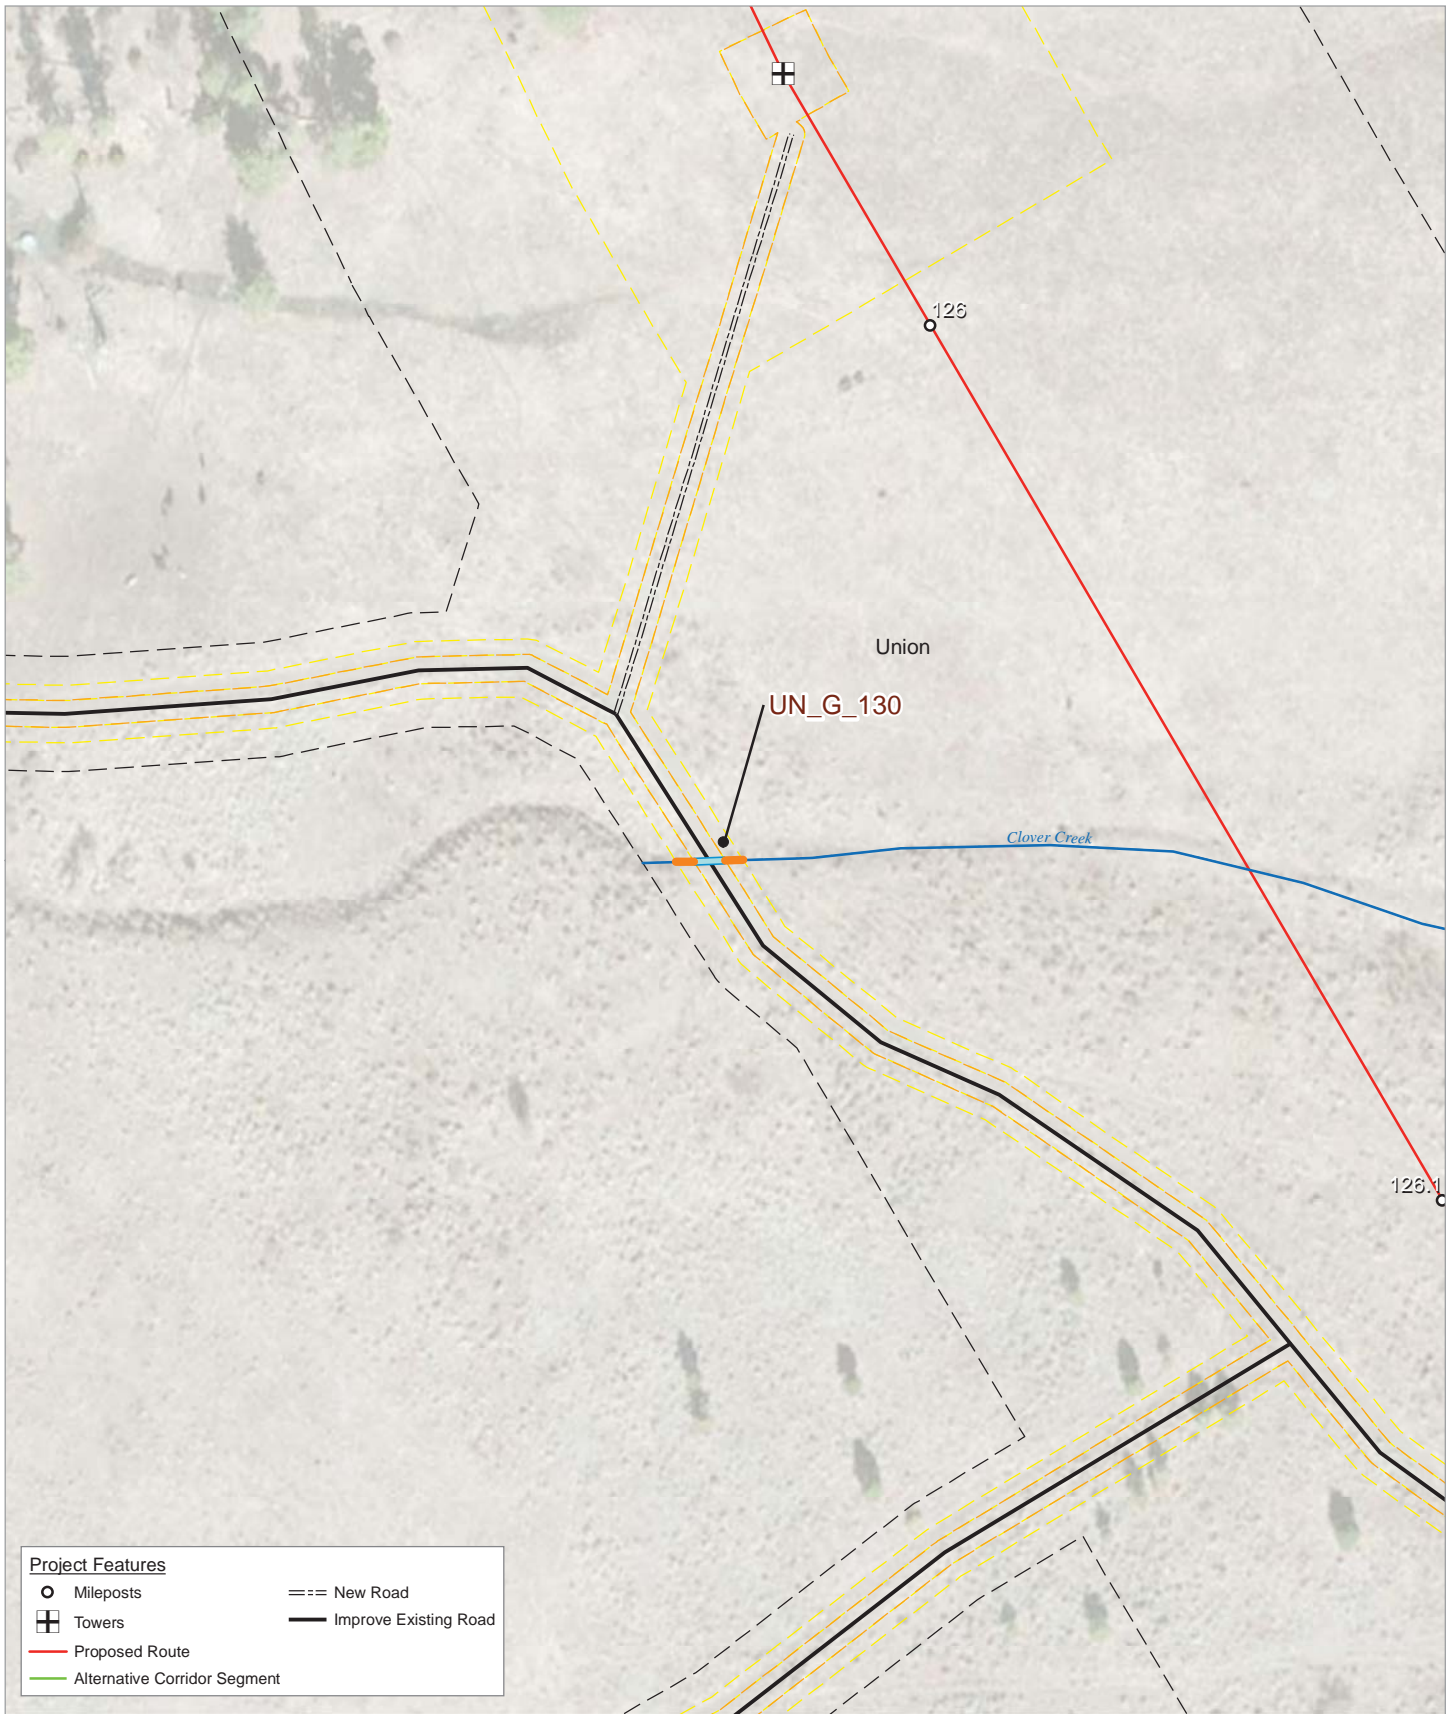 126
Union
UN_G_130
Clover Creek
126.1
Project Features
Mileposts
New Road
Towers
Improve Existing Road
Proposed Route
Alternative Corridor Segment